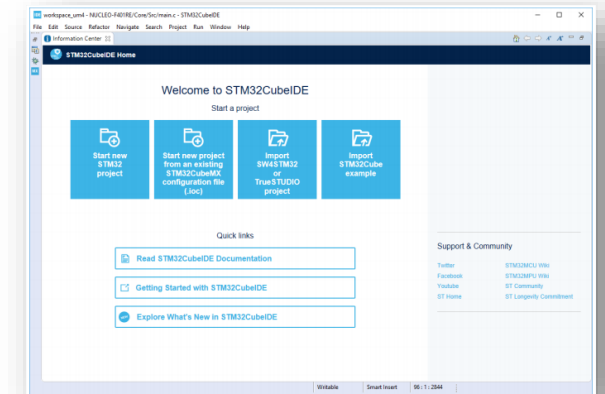 workspace_um4 - NUCLEO-F401RE/Core/Src/main.c - STM32CubeIDE
File Edit Source Refactor Navigate Search Project Run Window Help
Information Center
STM32CubeIDE Home
Welcome to STM32CubeIDE
Start a project
Start new
STM32
project
Start new project
from an existing
STM32CubeMX
configuration file
(.ioc)
Import
SW4STM32
or
TrueSTUDIO
project
Import
STM32Cube
example
Quick links
Read STM32CubeIDE Documentation
Getting Started with STM32CubeIDE
Explore What's New in STM32CubeIDE
Support & Community
Twitter STM32MCU Wiki
Facebook STM32MPU Wiki
Youtube ST Community
ST Home ST Longevity Commitment
Writable Smart Insert 96 : 1 : 2844